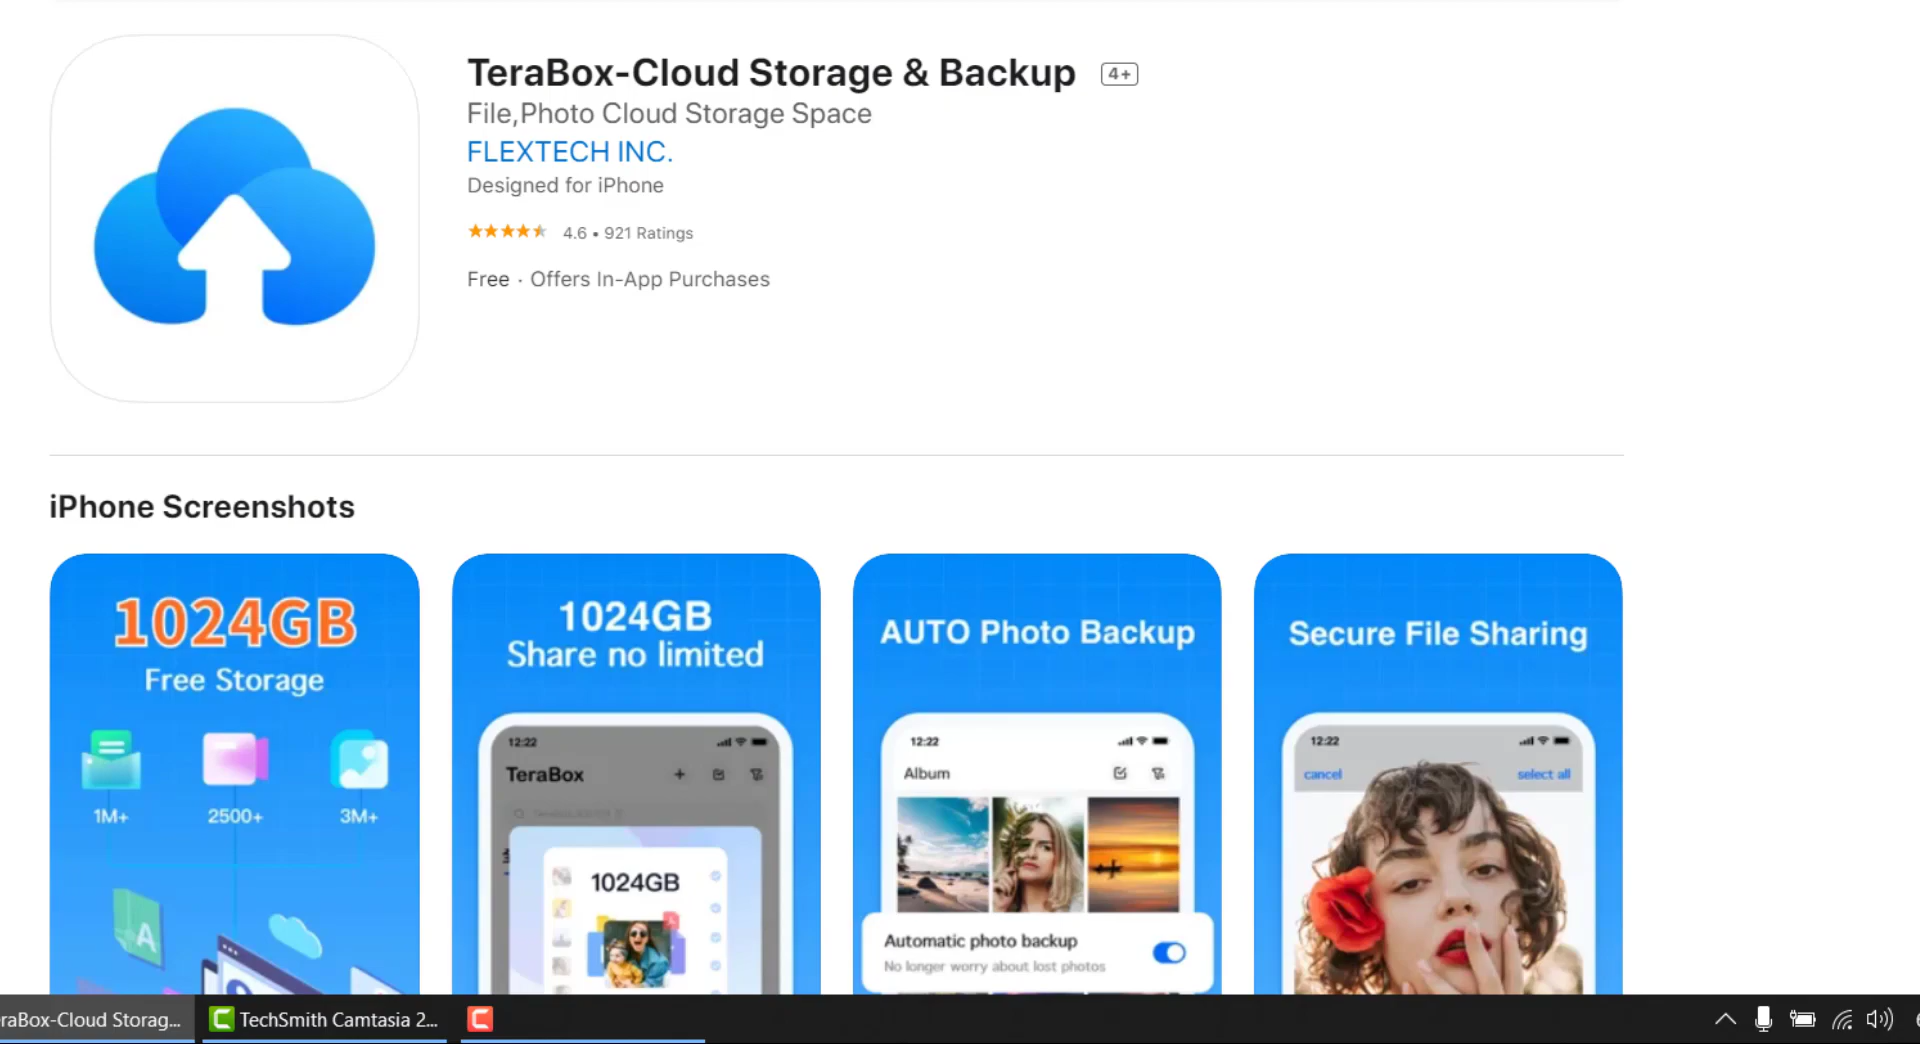 TeraBox-Cloud Storage & Backup 4+
File,Photo Cloud Storage Space
FLEXTECH INC.
Designed for iPhone
4.6 • 921 Ratings
Free · Offers In-App Purchases
iPhone Screenshots
1024GB
Free Storage
1M+ 2500+ 3M+
A
1024GB
Share no limited
12:22
TeraBox
1024GB
AUTO Photo Backup
12:22
Album
Automatic photo backup
No longer worry about lost photos
Secure File Sharing
12:22
cancel select all
raBox-Cloud Storag... TechSmith Camtasia 2...